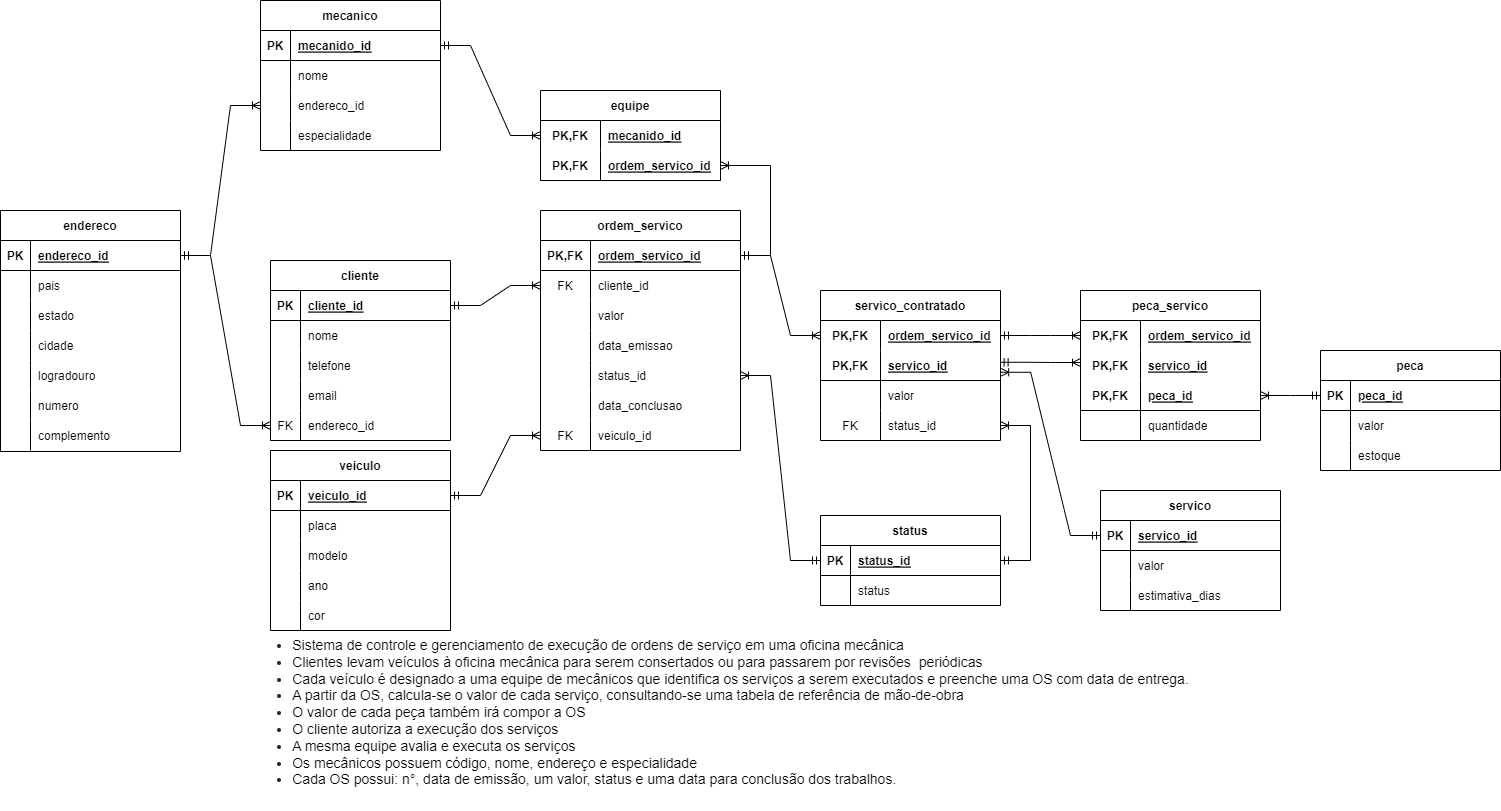 mecanico
PK mecanido_id
nome
endereco_id
especialidade
equipe
PK,FK mecanido_id
PK,FK ordem_servico_id
endereco
PK endereco_id
pais
estado
cidade
logradouro
numero
complemento
cliente
PK cliente_id
nome
telefone
email
FK endereco_id
ordem_servico
PK,FK ordem_servico_id
FK cliente_id
valor
data_emissao
status_id
data_conclusao
FK veiculo_id
servico_contratado
PK,FK ordem_servico_id
PK,FK servico_id
valor
FK status_id
peca_servico
PK,FK ordem_servico_id
PK,FK servico_id
PK,FK peca_id
quantidade
peca
PK peca_id
valor
estoque
veiculo
PK veiculo_id
placa
modelo
ano
cor
status
PK status_id
status
servico
PK servico_id
valor
estimativa_dias
• Sistema de controle e gerenciamento de execução de ordens de serviço em uma oficina mecânica
• Clientes levam veículos à oficina mecânica para serem consertados ou para passarem por revisões  periódicas
• Cada veículo é designado a uma equipe de mecânicos que identifica os serviços a serem executados e preenche uma OS com data de entrega.
• A partir da OS, calcula-se o valor de cada serviço, consultando-se uma tabela de referência de mão-de-obra
• O valor de cada peça também irá compor a OS
• O cliente autoriza a execução dos serviços
• A mesma equipe avalia e executa os serviços
• Os mecânicos possuem código, nome, endereço e especialidade
• Cada OS possui: n°, data de emissão, um valor, status e uma data para conclusão dos trabalhos.